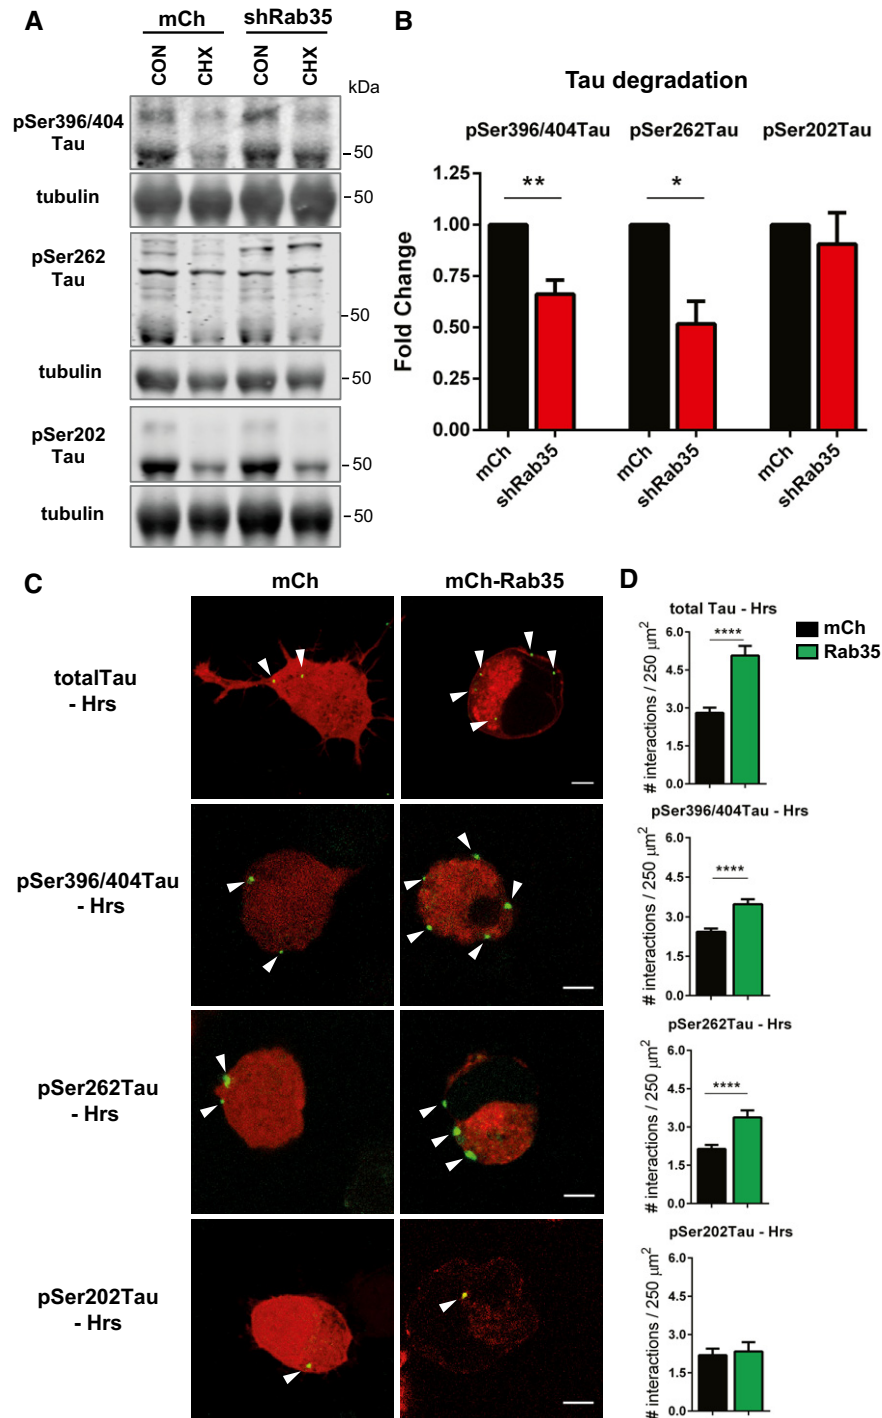 A
mCh
shRab35
CON
CHX
CON
CHX
kDa
pSer396/404
Tau
50
tubulin
50
pSer262
Tau
50
tubulin
50
pSer202
Tau
50
tubulin
50
B
Tau degradation
pSer396/404Tau
pSer262Tau
pSer202Tau
Fold Change
1.25
1.00
0.75
0.50
0.25
0.00
**
*
mCh
shRab35
mCh
shRab35
mCh
shRab35
C
mCh
mCh-Rab35
totalTau
- Hrs
pSer396/404Tau
- Hrs
pSer262Tau
- Hrs
pSer202Tau
- Hrs
D
mCh
Rab35
total Tau - Hrs
# interactions / 250 µm²
6.0
4.5
3.0
1.5
0.0
****
pSer396/404Tau - Hrs
# interactions / 250 µm²
6.0
4.5
3.0
1.5
0.0
****
pSer262Tau - Hrs
# interactions / 250 µm²
6.0
4.5
3.0
1.5
0.0
****
pSer202Tau - Hrs
# interactions / 250 µm²
6.0
4.5
3.0
1.5
0.0